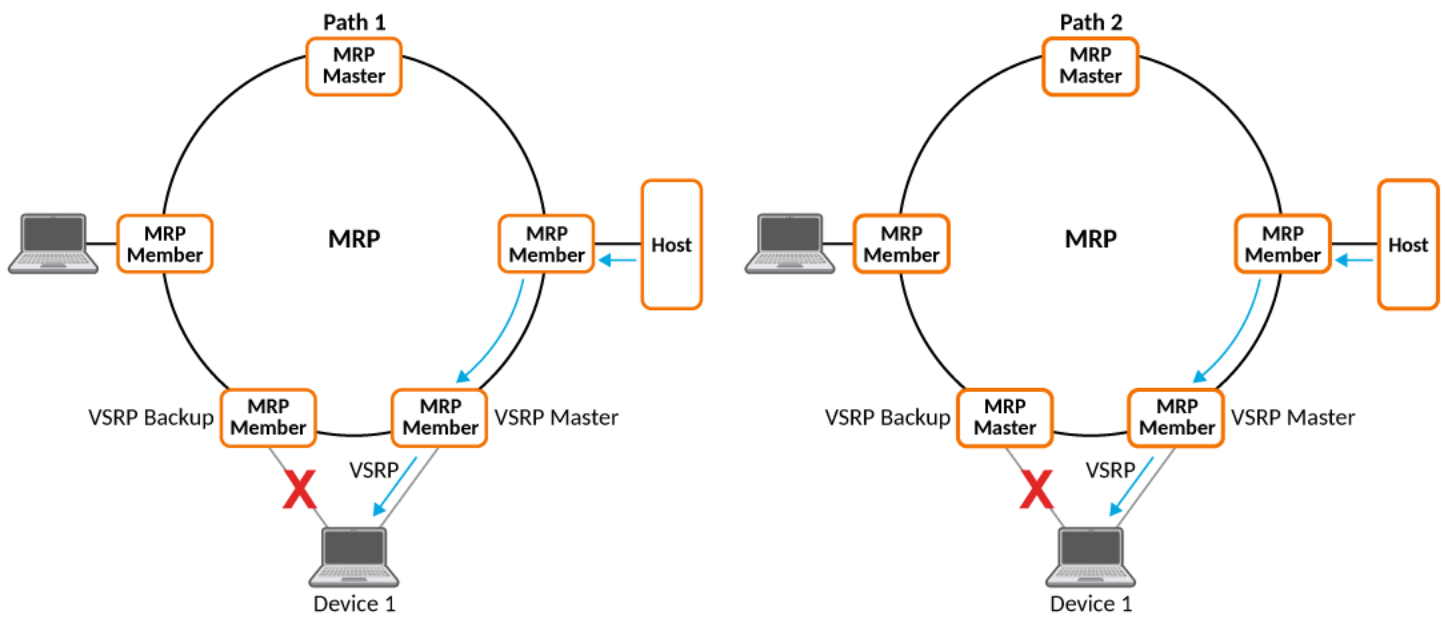 Path 1
MRP
Master
MRP
Member
MRP
MRP
Member
Host
VSRP Backup
MRP
Member
MRP
Member
VSRP Master
VSRP
X
Device 1
Path 2
MRP
Master
MRP
Member
MRP
MRP
Member
Host
VSRP Backup
MRP
Master
MRP
Member
VSRP Master
VSRP
X
Device 1